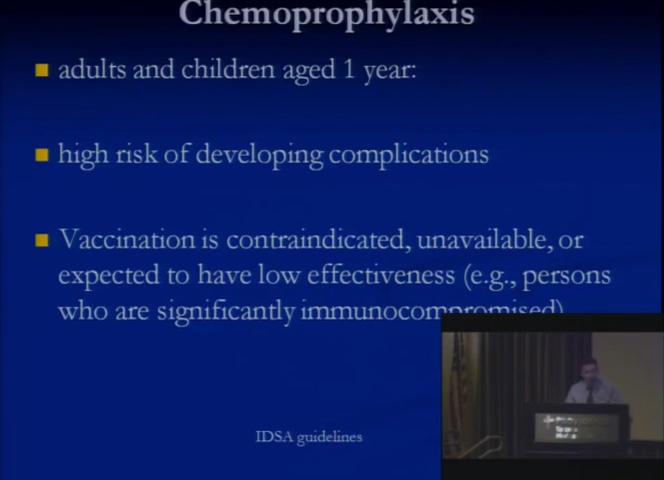 Chemoprophylaxis
adults and children aged 1 year:
high risk of developing complications
Vaccination is contraindicated, unavailable, or
expected to have low effectiveness (e.g., persons
who are significantly immunocompromised)
IDSA guidelines